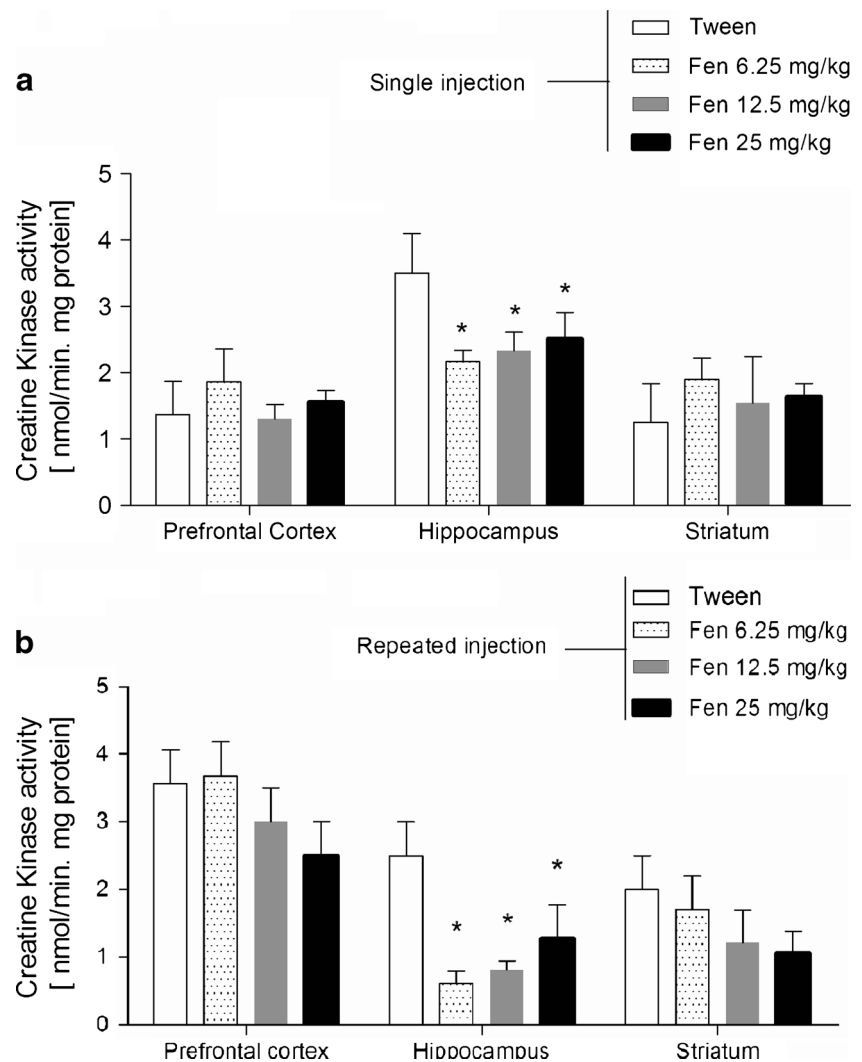 Tween
a
Fen 6.25 mg/kg
Single injection
Fen 12.5 mg/kg
Fen 25 mg/kg
Creatine Kinase activity
[ nmol/min. mg protein]
5
4
3
2
1
0
* * *
Prefrontal Cortex Hippocampus Striatum
Tween
b
Fen 6.25 mg/kg
Repeated injection
Fen 12.5 mg/kg
Fen 25 mg/kg
Creatine Kinase activity
[ nmol/min. mg protein]
5
4
3
2
1
0
* * *
Prefrontal cortex Hippocampus Striatum